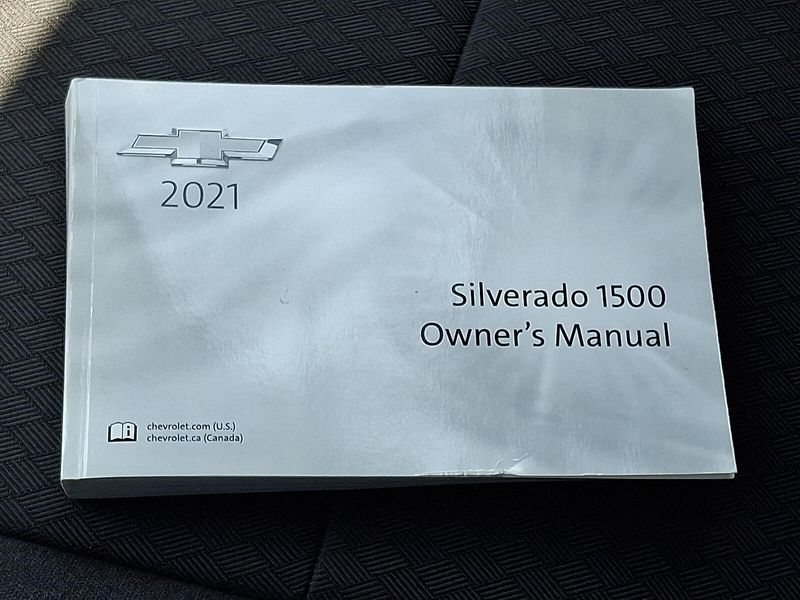 2021
Silverado 1500
Owner's Manual
chevrolet.com (U.S.)
chevrolet.ca (Canada)